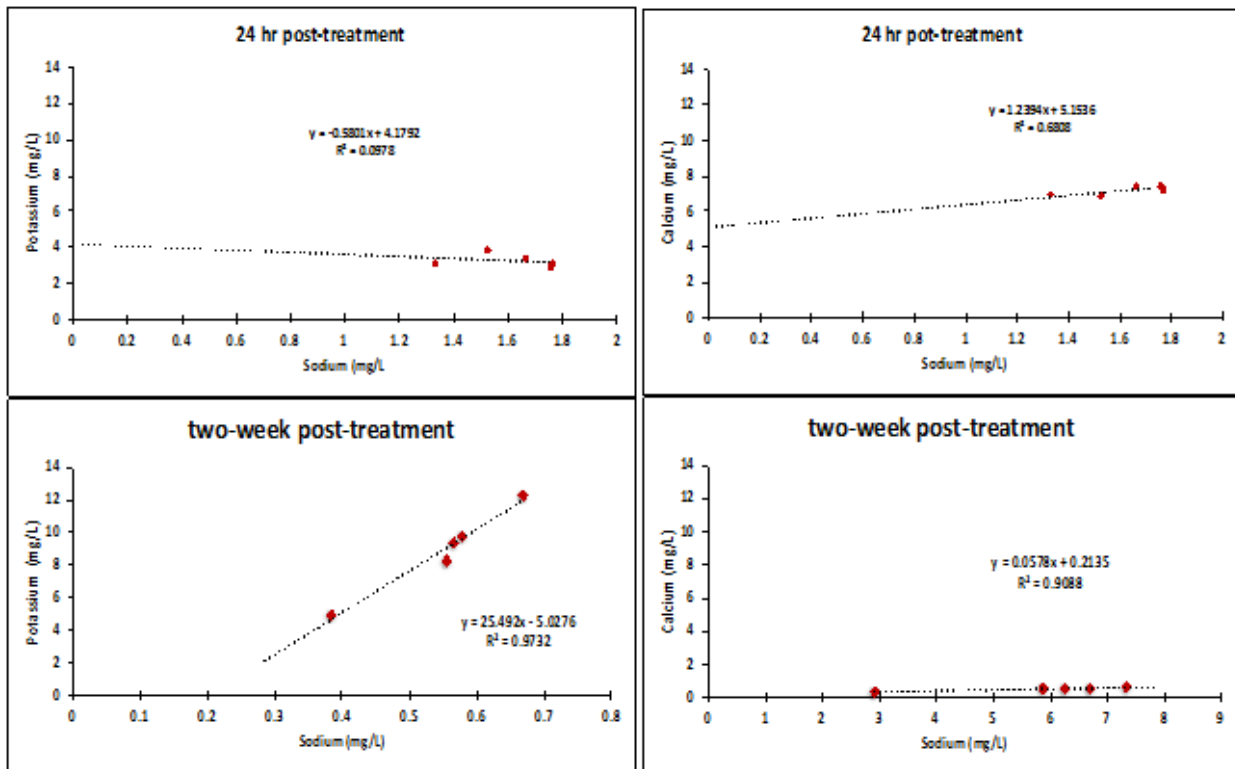 24 hr post-treatment
14
12
10
8
6
4
2
0
Potassium (mg/L)
y = -0.5801x + 4.1792
R² = 0.0978
0 0.2 0.4 0.6 0.8 1 1.2 1.4 1.6 1.8 2
Sodium (mg/L
24 hr pot-treatment
14
12
10
8
6
4
2
0
Calcium (mg/L)
y = 1.2394x + 5.1536
R² = 0.6808
0 0.2 0.4 0.6 0.8 1 1.2 1.4 1.6 1.8 2
Sodium (mg/L)
two-week post-treatment
14
12
10
8
6
4
2
0
Potassium (mg/L)
y = 25.492x - 5.0276
R² = 0.9732
0 0.1 0.2 0.3 0.4 0.5 0.6 0.7 0.8
Sodium (mg/L)
two-week post-treatment
14
12
10
8
6
4
2
0
Calcium (mg/L)
y = 0.0578x + 0.2135
R² = 0.9088
0 1 2 3 4 5 6 7 8 9
Sodium (mg/L)